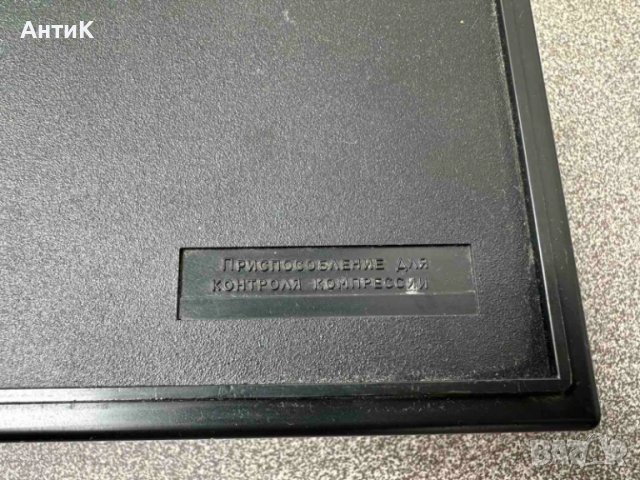 АнтиК
Приспособление для
контроля компрессии